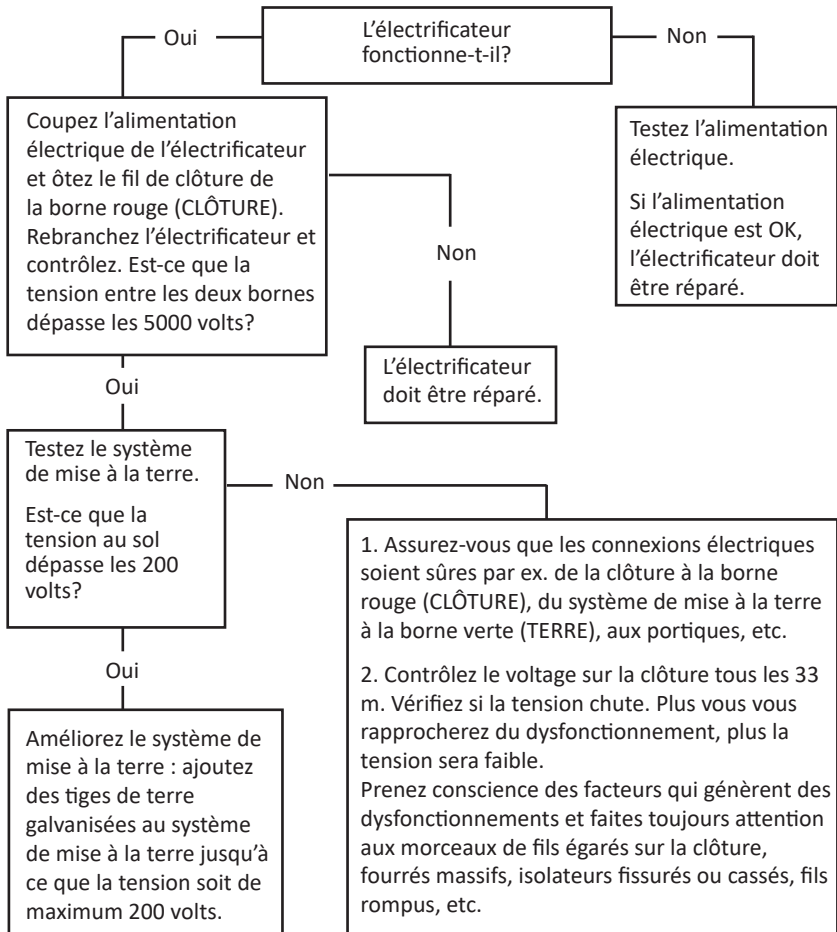 L'électrificateur
fonctionne-t-il?
Oui
Non
Coupez l'alimentation
électrique de l'électrificateur
et ôtez le fil de clôture de
la borne rouge (CLÔTURE).
Rebranchez l'électrificateur et
contrôlez. Est-ce que la
tension entre les deux bornes
dépasse les 5000 volts?
Testez l'alimentation
électrique.
Si l'alimentation
électrique est OK,
l'électrificateur doit
être réparé.
Non
L'électrificateur
doit être réparé.
Oui
Testez le système
de mise à la terre.
Est-ce que la
tension au sol
dépasse les 200
volts?
Non
1. Assurez-vous que les connexions électriques
soient sûres par ex. de la clôture à la borne
rouge (CLÔTURE), du système de mise à la terre
à la borne verte (TERRE), aux portiques, etc.
2. Contrôlez le voltage sur la clôture tous les 33
m. Vérifiez si la tension chute. Plus vous vous
rapprocherez du dysfonctionnement, plus la
tension sera faible.
Prenez conscience des facteurs qui génèrent des
dysfonctionnements et faites toujours attention
aux morceaux de fils égarés sur la clôture,
fourrés massifs, isolateurs fissurés ou cassés, fils
rompus, etc.
Oui
Améliorez le système de
mise à la terre : ajoutez
des tiges de terre
galvanisées au système
de mise à la terre jusqu'à
ce que la tension soit de
maximum 200 volts.